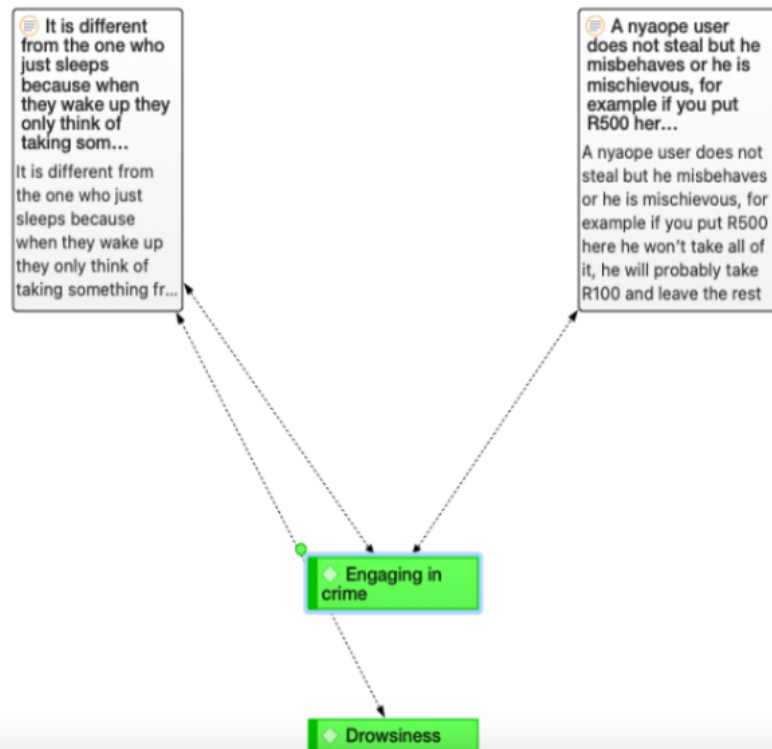 It is different
from the one who
just sleeps
because when
they wake up they
only think of
taking som...
It is different from
the one who just
sleeps because
when they wake up
they only think of
taking something fr...
A nyaope user
does not steal but he
misbehaves or he is
mischievous, for
example if you put
R500 her...
A nyaope user does not
steal but he misbehaves
or he is mischievous, for
example if you put R500
here he won't take all of
it, he will probably take
R100 and leave the rest
Engaging in
crime
Drowsiness